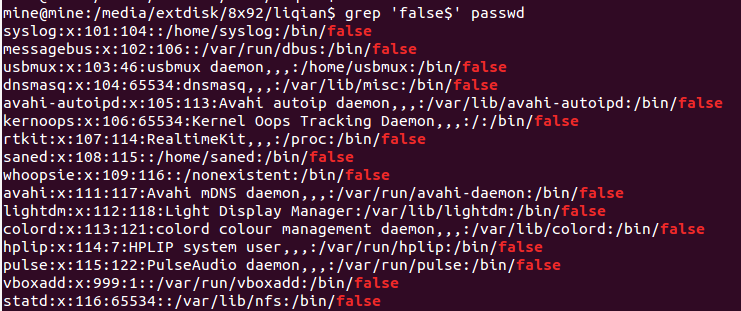 mine@mine:/media/extdisk/8x92/liqian$ grep 'false$' passwd
syslog:x:101:104::/home/syslog:/bin/false
messagebus:x:102:106::/var/run/dbus:/bin/false
usbmux:x:103:46:usbmux daemon,,,:/home/usbmux:/bin/false
dnsmasq:x:104:65534:dnsmasq,,,:/var/lib/misc:/bin/false
avahi-autoipd:x:105:113:Avahi autoip daemon,,,:/var/lib/avahi-autoipd:/bin/false
kernoops:x:106:65534:Kernel Oops Tracking Daemon,,,:/:/bin/false
rtkit:x:107:114:RealtimeKit,,,:/proc:/bin/false
saned:x:108:115::/home/saned:/bin/false
whoopsie:x:109:116::/nonexistent:/bin/false
avahi:x:111:117:Avahi mDNS daemon,,,:/var/run/avahi-daemon:/bin/false
lightdm:x:112:118:Light Display Manager:/var/lib/lightdm:/bin/false
colord:x:113:121:colord colour management daemon,,,:/var/lib/colord:/bin/false
hplip:x:114:7:HPLIP system user,,,:/var/run/hplip:/bin/false
pulse:x:115:122:PulseAudio daemon,,,:/var/run/pulse:/bin/false
vboxadd:x:999:1::/var/run/vboxadd:/bin/false
statd:x:116:65534::/var/lib/nfs:/bin/false